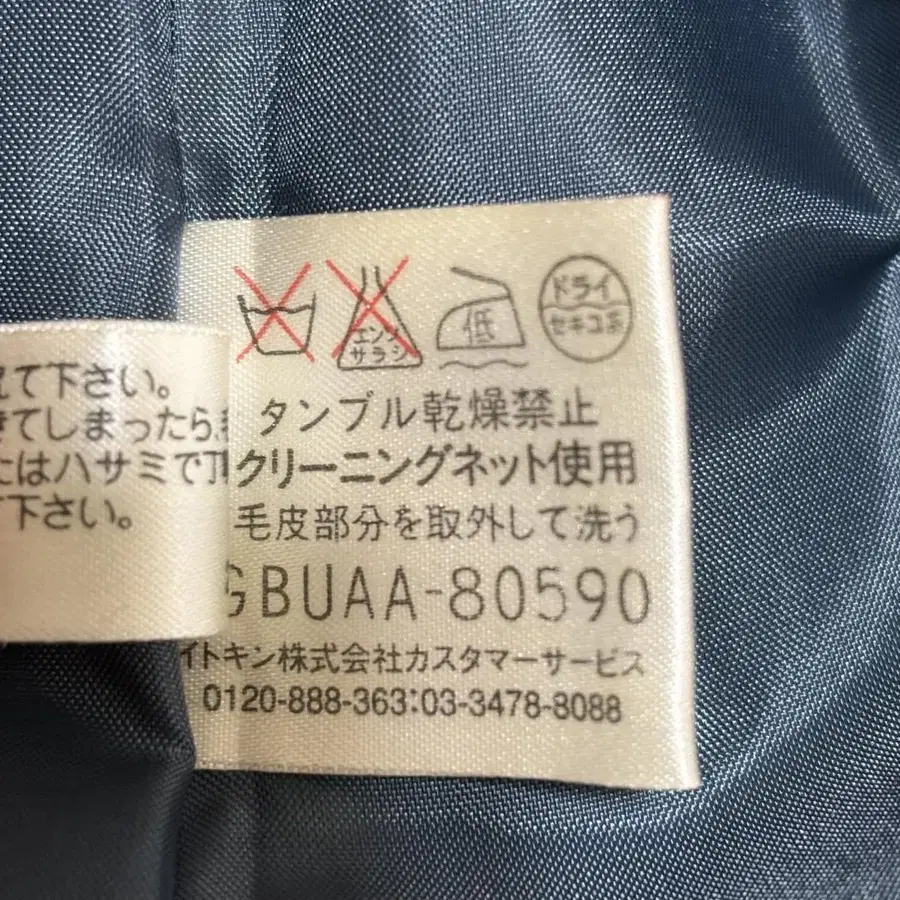 エンソ
サラシ
低
ドライ
セキユ系
タンブル乾燥禁止
クリーニングネット使用
毛皮部分を取外して洗う
GBUAA-80590
イトキン株式会社カスタマーサービス
0120-888-363:03-3478-8088
て下さい。
きてしまったら
はハサミで
下さい。